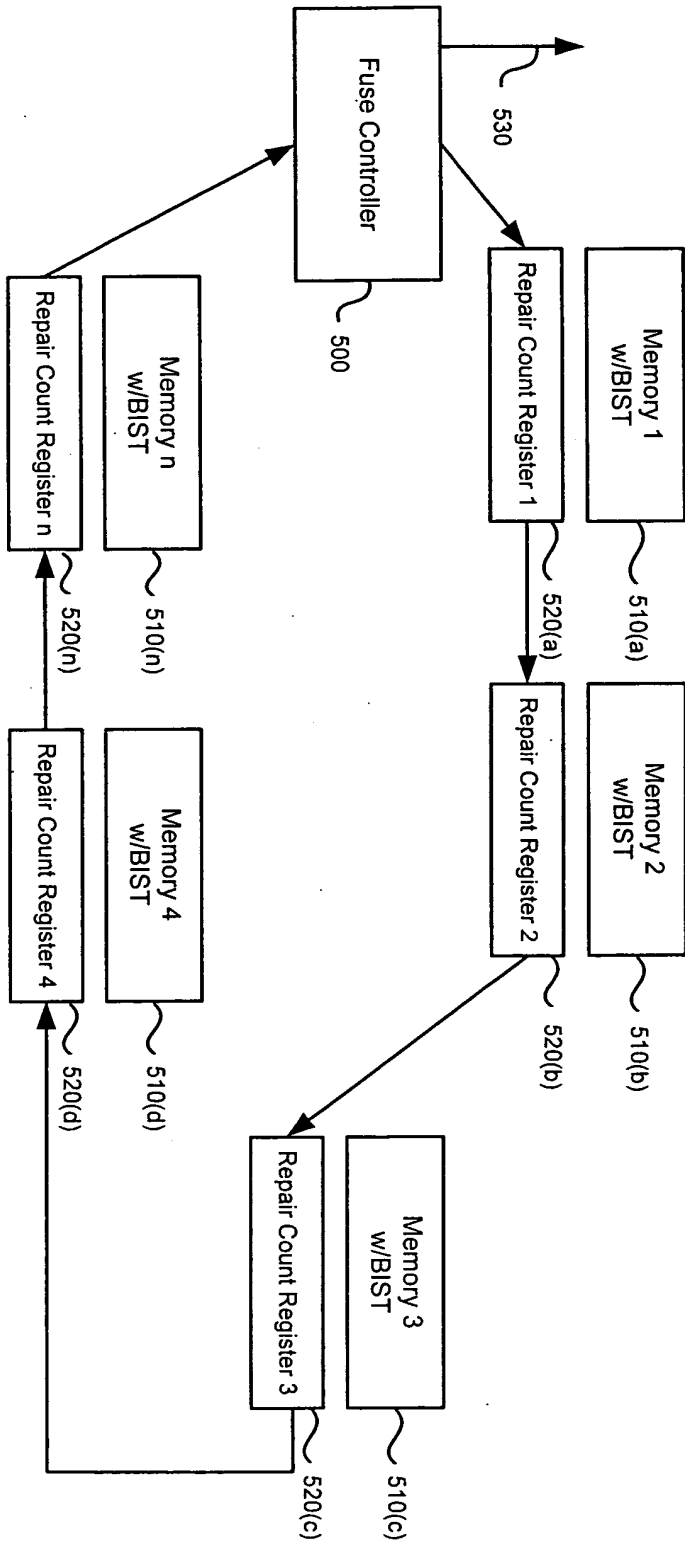 530
Fuse Controller
500
Memory 1
w/BIST
510(a)
Repair Count Register 1
520(a)
Memory 2
w/BIST
510(b)
Repair Count Register 2
520(b)
Memory 3
w/BIST
510(c)
Repair Count Register 3
520(c)
Memory 4
w/BIST
510(d)
Repair Count Register 4
520(d)
Memory n
w/BIST
510(n)
Repair Count Register n
520(n)